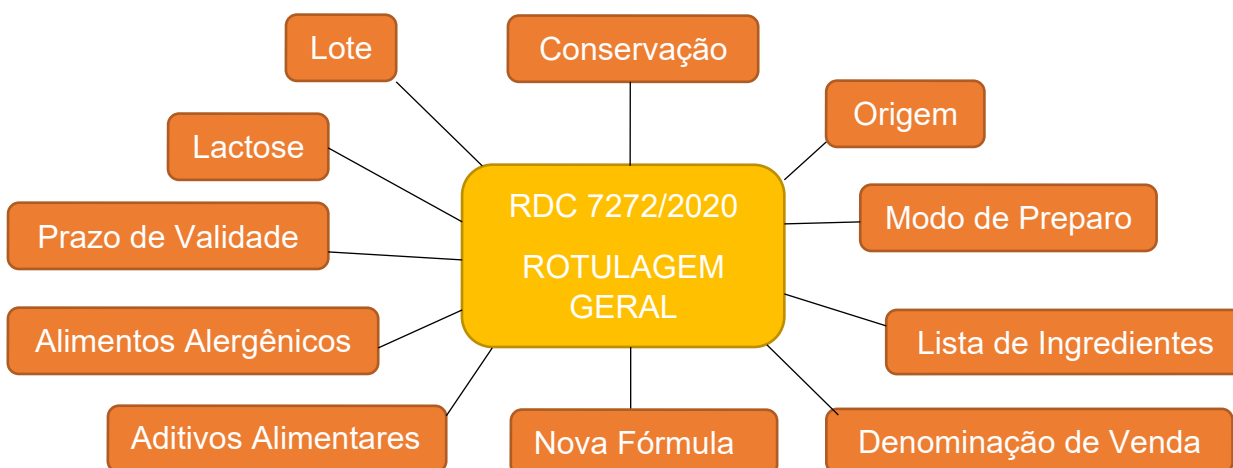 Lote
Conservação
Origem
Lactose
RDC 7272/2020
ROTULAGEM
GERAL
Modo de Preparo
Prazo de Validade
Alimentos Alergênicos
Lista de Ingredientes
Aditivos Alimentares
Nova Fórmula
Denominação de Venda